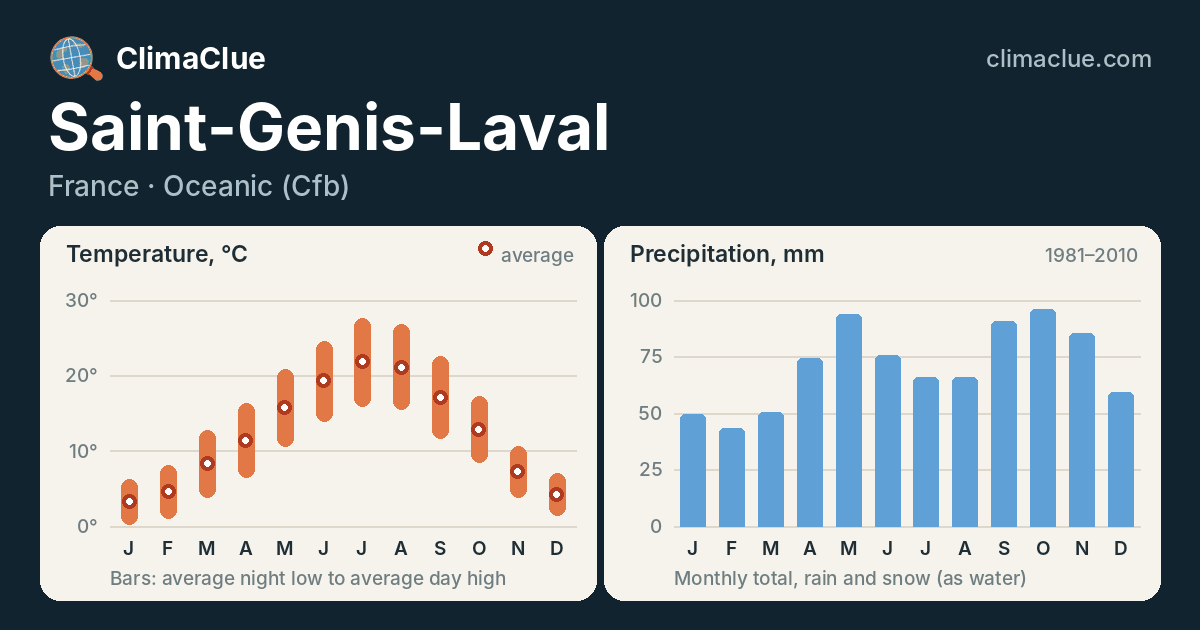 ClimaClue
climaclue.com
Saint-Genis-Laval
France · Oceanic (Cfb)
Temperature, °C
average
30°
20°
10°
0°
J F M A M J J A S O N D
Bars: average night low to average day high
Precipitation, mm
1981–2010
100
75
50
25
0
J F M A M J J A S O N D
Monthly total, rain and snow (as water)